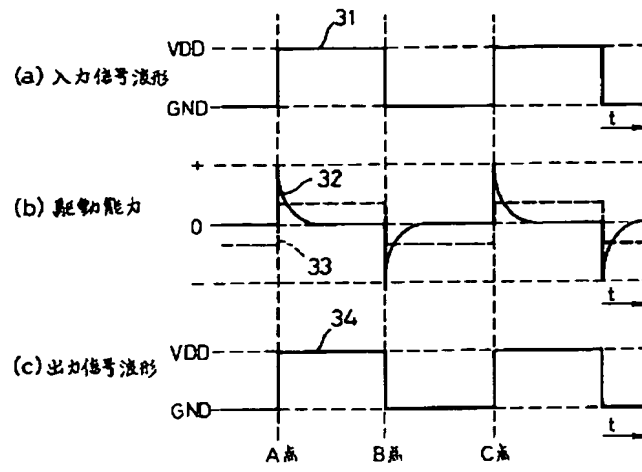 31
VDD
(a) 入力信号波形
GND
t
+
32
(b) 駆動能力
0
33
−
t
34
VDD
(c) 出力信号波形
GND
t
A点 B点 C点